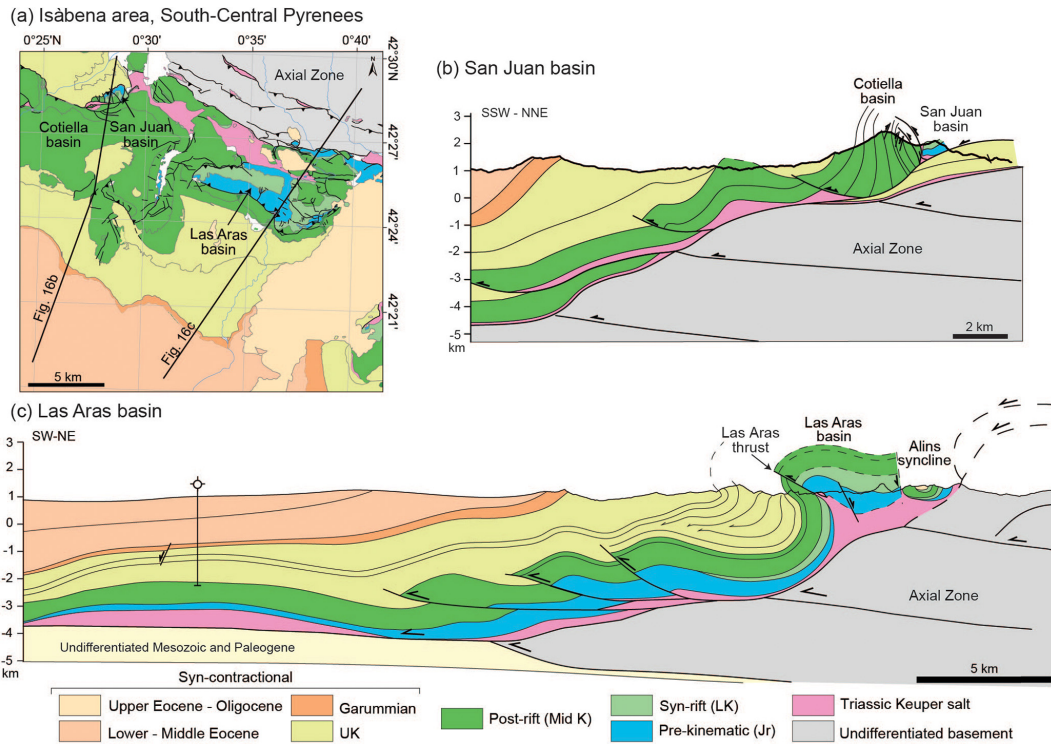 (a) Isàbena area, South-Central Pyrenees
0°25'E 0°30' 0°35' 0°40'
42°30'N
42°27'
42°24'
42°21'
N
Axial Zone
Cotiella
basin
San Juan
basin
Las Aras
basin
Fig. 16b
Fig. 16c
5 km
(b) San Juan basin
SSW - NNE
Cotiella
basin
San Juan
basin
3
2
1
0
-1
-2
-3
-4
-5
km
Axial Zone
2 km
(c) Las Aras basin
SW-NE
Las Aras
thrust
Las Aras
basin
Alins
syncline
3
2
1
0
-1
-2
-3
-4
-5
km
Axial Zone
Undifferentiated Mesozoic and Paleogene
5 km
Syn-contractional
Upper Eocene - Oligocene
Garummian
Lower - Middle Eocene
UK
Post-rift (Mid K)
Syn-rift (LK)
Pre-kinematic (Jr)
Triassic Keuper salt
Undifferentiated basement